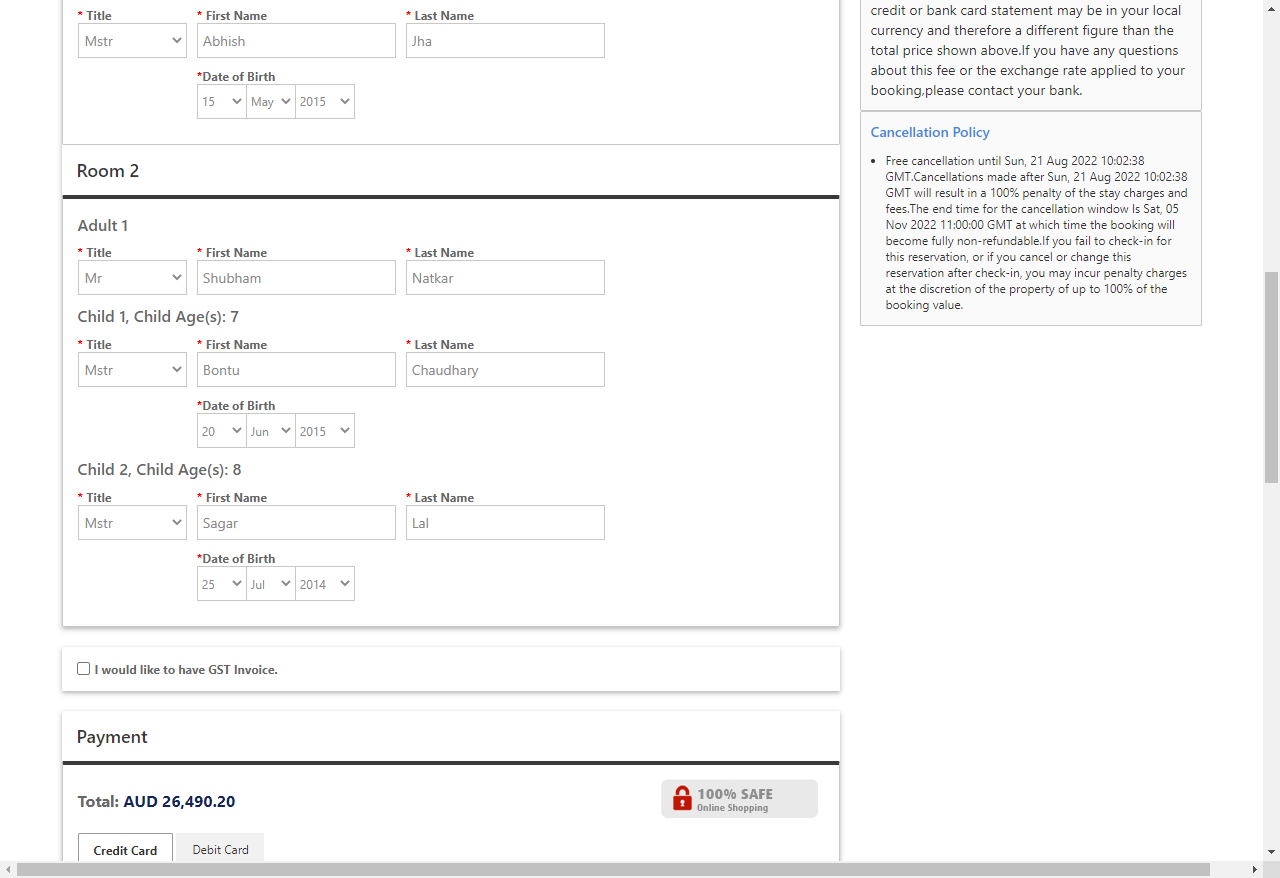 * Title * First Name * Last Name
Mstr Abhish Jha
*Date of Birth
15 May 2015
Room 2
Adult 1
* Title * First Name * Last Name
Mr Shubham Natkar
Child 1, Child Age(s): 7
* Title * First Name * Last Name
Mstr Bontu Chaudhary
*Date of Birth
20 Jun 2015
Child 2, Child Age(s): 8
* Title * First Name * Last Name
Mstr Sagar Lal
*Date of Birth
25 Jul 2014
I would like to have GST Invoice.
Payment
Total: AUD 26,490.20
100% SAFE
Online Shopping
Credit Card Debit Card
credit or bank card statement may be in your local
currency and therefore a different figure than the
total price shown above.If you have any questions
about this fee or the exchange rate applied to your
booking,please contact your bank.
Cancellation Policy
• Free cancellation until Sun, 21 Aug 2022 10:02:38
GMT.Cancellations made after Sun, 21 Aug 2022 10:02:38
GMT will result in a 100% penalty of the stay charges and
fees.The end time for the cancellation window Is Sat, 05
Nov 2022 11:00:00 GMT at which time the booking will
become fully non-refundable.If you fail to check-in for
this reservation, or if you cancel or change this
reservation after check-in, you may incur penalty charges
at the discretion of the property of up to 100% of the
booking value.